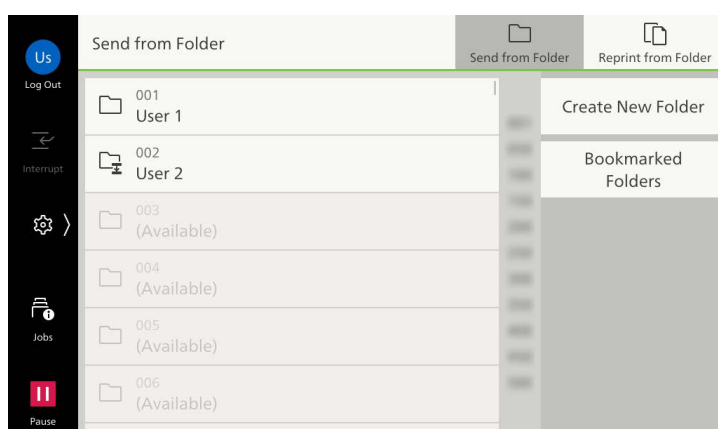 Us
Log Out
Interrupt
Jobs
Pause
Send from Folder
Send from Folder
Reprint from Folder
001
User 1
002
User 2
003
(Available)
004
(Available)
005
(Available)
006
(Available)
Create New Folder
Bookmarked
Folders